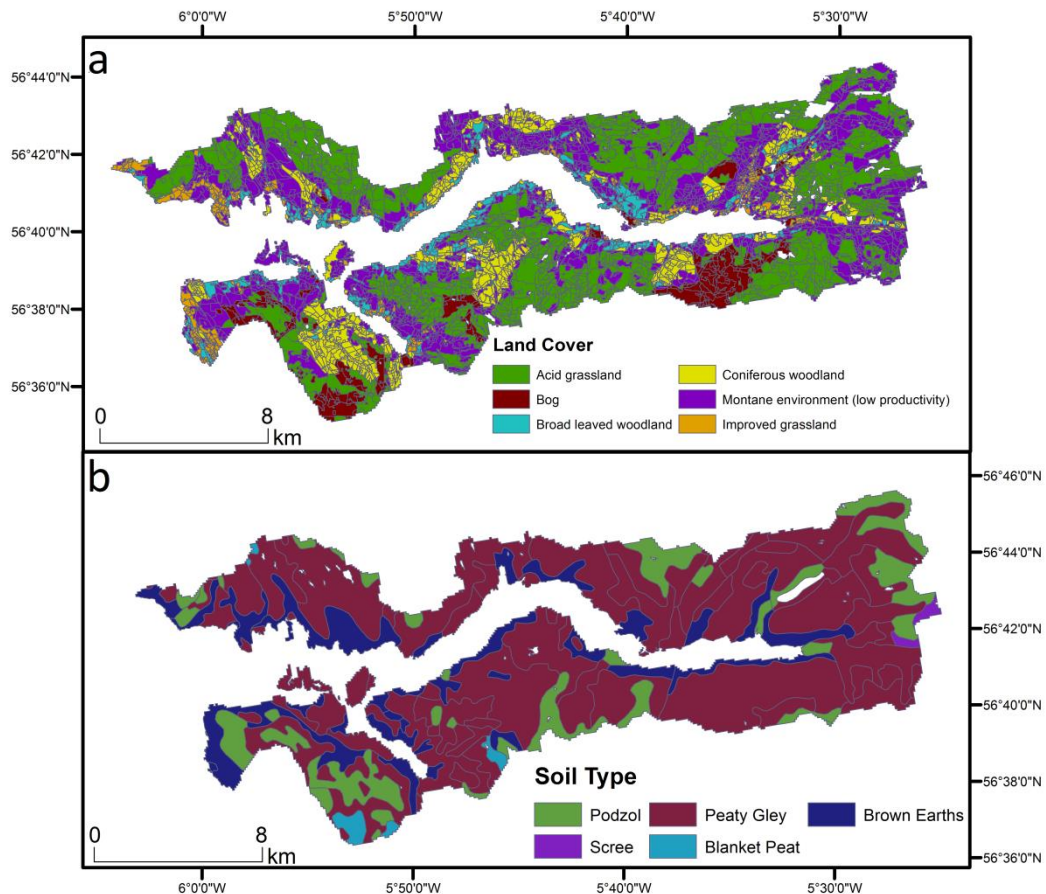 6°0'0"W 5°50'0"W 5°40'0"W 5°30'0"W
a
56°44'0"N
56°42'0"N
56°40'0"N
56°38'0"N
56°36'0"N
Land Cover
Acid grassland Coniferous woodland
Bog Montane environment (low productivity)
Broad leaved woodland Improved grassland
0 8
km
b
56°46'0"N
56°44'0"N
56°42'0"N
56°40'0"N
56°38'0"N
56°36'0"N
Soil Type
Podzol Peaty Gley Brown Earths
Scree Blanket Peat
0 8
km
6°0'0"W 5°50'0"W 5°40'0"W 5°30'0"W